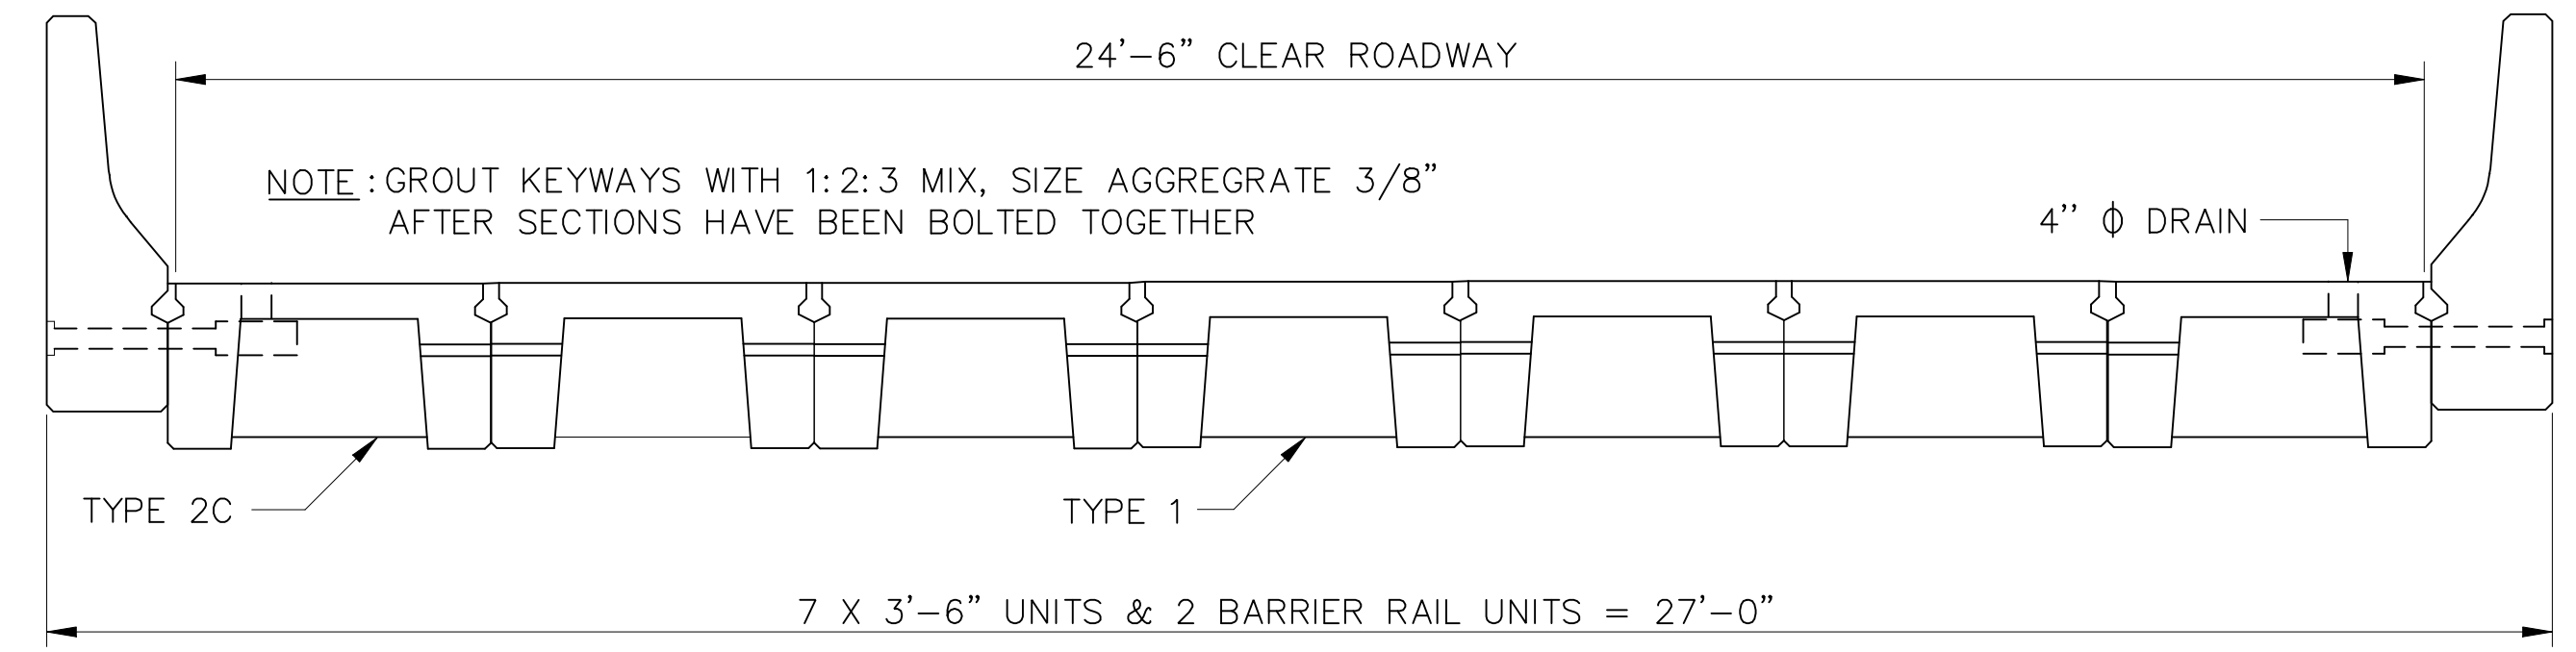 24'-6" CLEAR ROADWAY
NOTE : GROUT KEYWAYS WITH 1:2:3 MIX, SIZE AGGREGRATE 3/8"
AFTER SECTIONS HAVE BEEN BOLTED TOGETHER
4'' ϕ DRAIN
TYPE 2C
TYPE 1
7 X 3'-6" UNITS & 2 BARRIER RAIL UNITS = 27'-0"